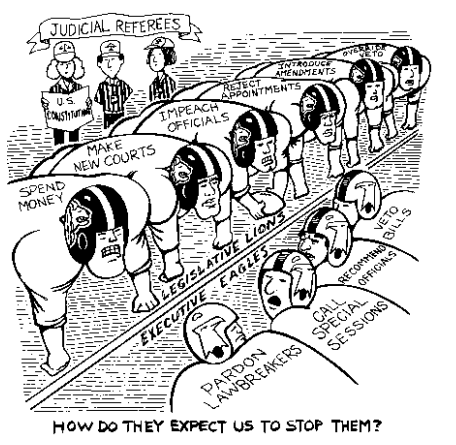 JUDICIAL REFEREES
U.S.
CONSTITUTION
OVERRIDE
VETO
INTRODUCE
AMENDMENTS
REJECT
APPOINTMENTS
IMPEACH
OFFICIALS
MAKE
NEW COURTS
SPEND
MONEY
LEGISLATIVE LIONS
EXECUTIVE EAGLES
VETO
BILLS
RECOMMEND
OFFICIALS
CALL
SPECIAL
SESSIONS
PARDON
LAWBREAKERS
HOW DO THEY EXPECT US TO STOP THEM?